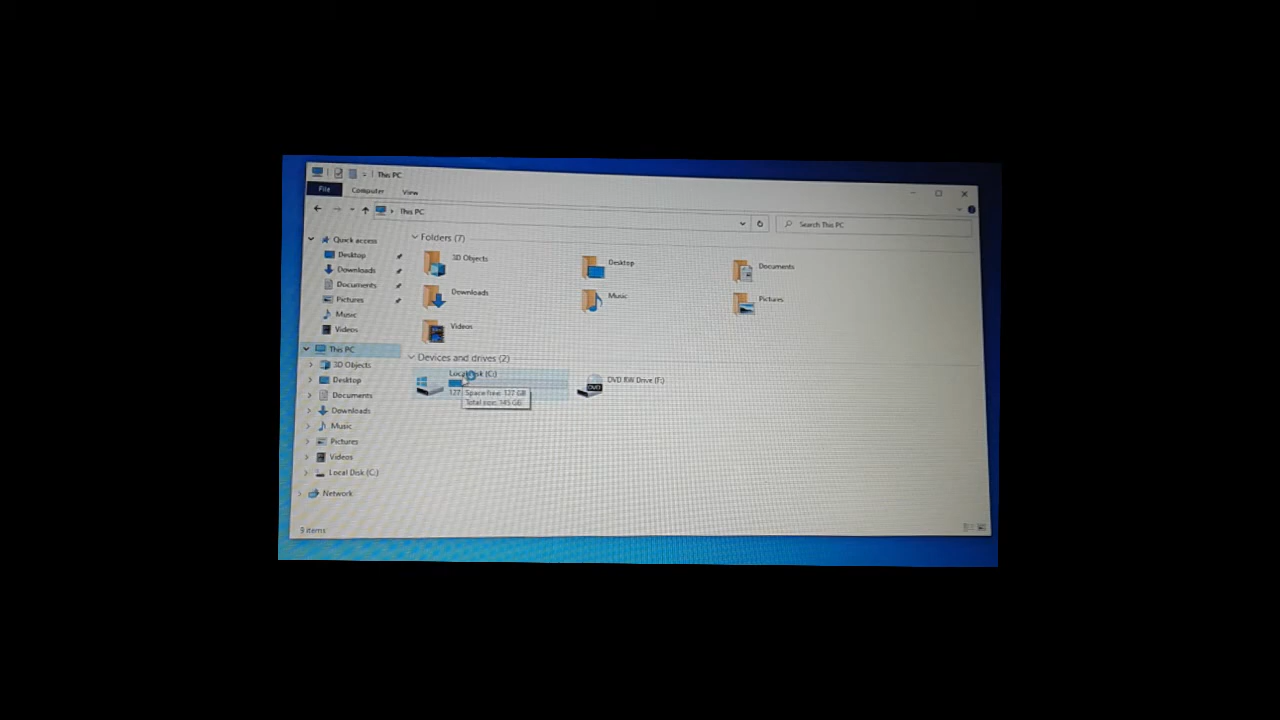 This PC
File Computer View
This PC
Search This PC
Quick access
Desktop
Downloads
Documents
Pictures
Music
Videos
This PC
3D Objects
Desktop
Documents
Downloads
Music
Pictures
Videos
Local Disk (C:)
Network
Folders (7)
3D Objects
Desktop
Documents
Downloads
Music
Pictures
Videos
Devices and drives (2)
Local Disk (C:)
127
Space free: 127 GB
Total size: 145 GB
DVD RW Drive (F:)
DVD
9 items